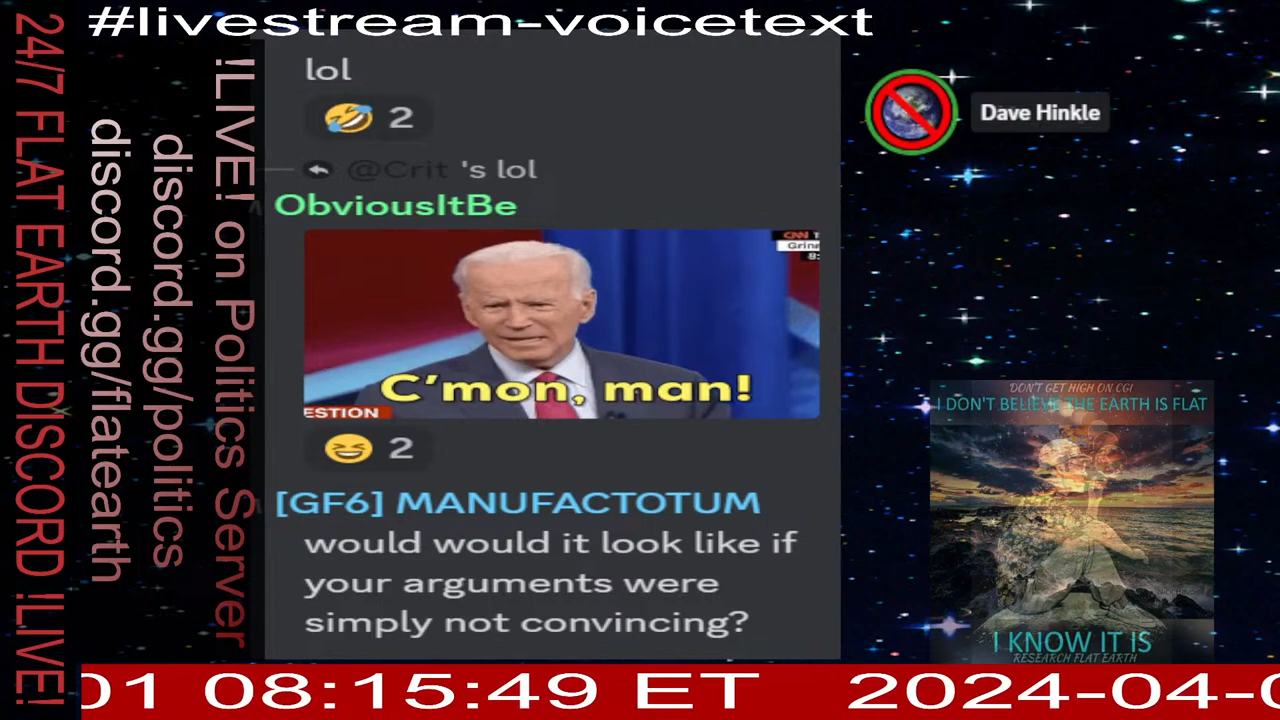 #livestream-voicetext
24/7 FLAT EARTH DISCORD !LIVE!
discord.gg/flatearth
discord.gg/politics
!LIVE! on Politics Server
lol
2
@Crit 's lol
ObviousItBe
CNN
Grin
8:
C'mon, man!
ESTION
2
[GF6] MANUFACTOTUM
would would it look like if
your arguments were
simply not convincing?
Dave Hinkle
DON'T GET HIGH ON CGI
I DON'T BELIEVE THE EARTH IS FLAT
I KNOW IT IS
RESEARCH FLAT EARTH
01 08:15:49 ET 2024-04-0